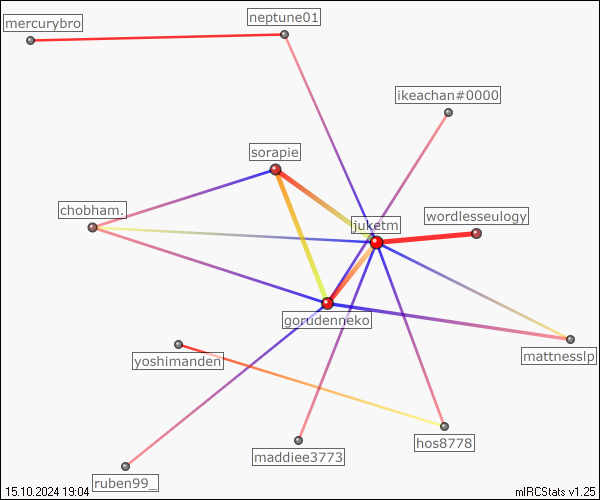 neptune01
mercurybro
ikeachan#0000
sorapie
chobham.
wordlesseulogy
juketm
gorudenneko
yoshimanden
mattnesslp
hos8778
maddiee3773
ruben99_
15.10.2024 19:04
mIRCStats v1.25